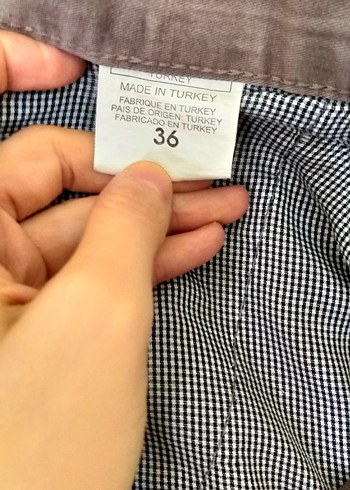 TURKEY
MADE IN TURKEY
FABRIQUE EN TURKEY
PAIS DE ORIGEN: TURKEY
FABRICADO EN TURKEY
36